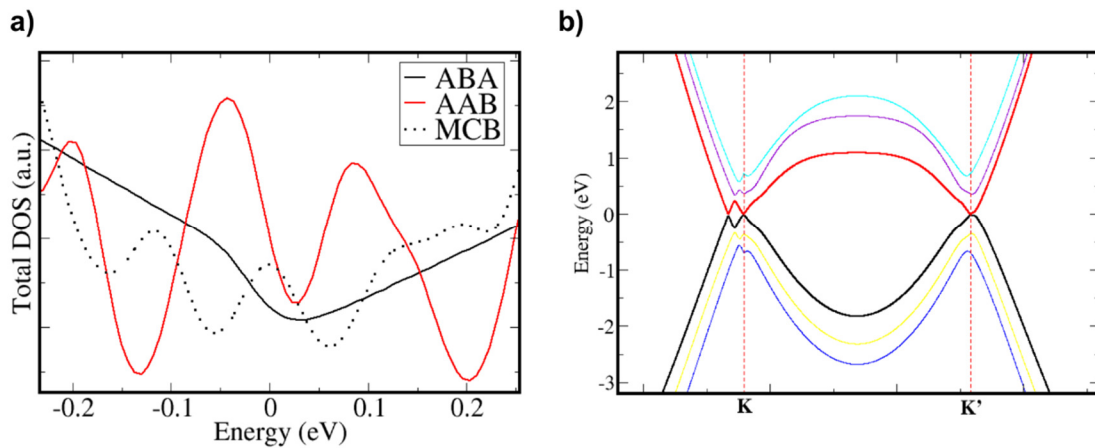 a)
Total DOS (a.u.)
ABA
AAB
MCB
-0.2
-0.1
0
0.1
0.2
Energy (eV)
b)
Energy (eV)
2
1
0
-1
-2
-3
K
K’